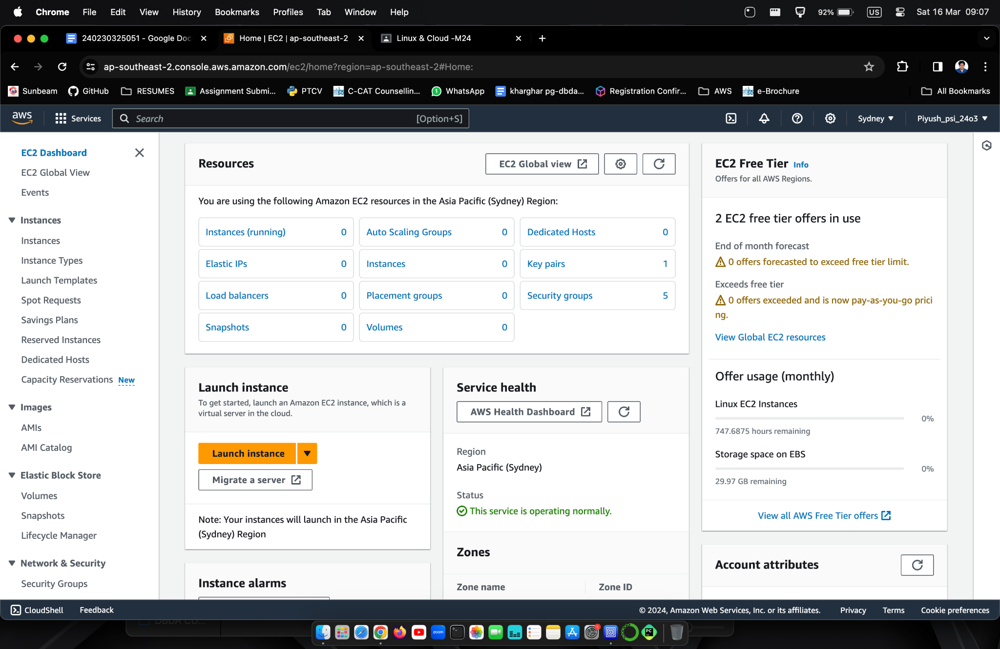 Chrome File Edit View History Bookmarks Profiles Tab Window Help 92% US Sat 16 Mar 09:07
240230325051 - Google Doc Home | EC2 | ap-southeast-2 Linux & Cloud -M24
ap-southeast-2.console.aws.amazon.com/ec2/home?region=ap-southeast-2#Home:
Sunbeam GitHub RESUMES Assignment Submi... PTCV C-CAT Counsellin... WhatsApp kharghar pg-dbda... Registration Confir... AWS e-Brochure All Bookmarks
aws Services Search [Option+S] Sydney Piyush_psi_24o3
EC2 Dashboard
EC2 Global View
Events
Instances
Instances
Instance Types
Launch Templates
Spot Requests
Savings Plans
Reserved Instances
Dedicated Hosts
Capacity Reservations New
Images
AMIs
AMI Catalog
Elastic Block Store
Volumes
Snapshots
Lifecycle Manager
Network & Security
Security Groups
Resources
EC2 Global view
You are using the following Amazon EC2 resources in the Asia Pacific (Sydney) Region:
Instances (running) 0 Auto Scaling Groups 0 Dedicated Hosts 0
Elastic IPs 0 Instances 0 Key pairs 1
Load balancers 0 Placement groups 0 Security groups 5
Snapshots 0 Volumes 0
Launch instance
To get started, launch an Amazon EC2 instance, which is a
virtual server in the cloud.
Launch instance
Migrate a server
Note: Your instances will launch in the Asia Pacific
(Sydney) Region
Instance alarms
Service health
AWS Health Dashboard
Region
Asia Pacific (Sydney)
Status
This service is operating normally.
Zones
Zone name Zone ID
EC2 Free Tier Info
Offers for all AWS Regions.
2 EC2 free tier offers in use
End of month forecast
0 offers forecasted to exceed free tier limit.
Exceeds free tier
0 offers exceeded and is now pay-as-you-go prici
ng.
View Global EC2 resources
Offer usage (monthly)
Linux EC2 Instances
0%
747.6875 hours remaining
Storage space on EBS
0%
29.97 GB remaining
View all AWS Free Tier offers
Account attributes
CloudShell Feedback © 2024, Amazon Web Services, Inc. or its affiliates. Privacy Terms Cookie preferences
DBDA CD...
zoom 1 PC